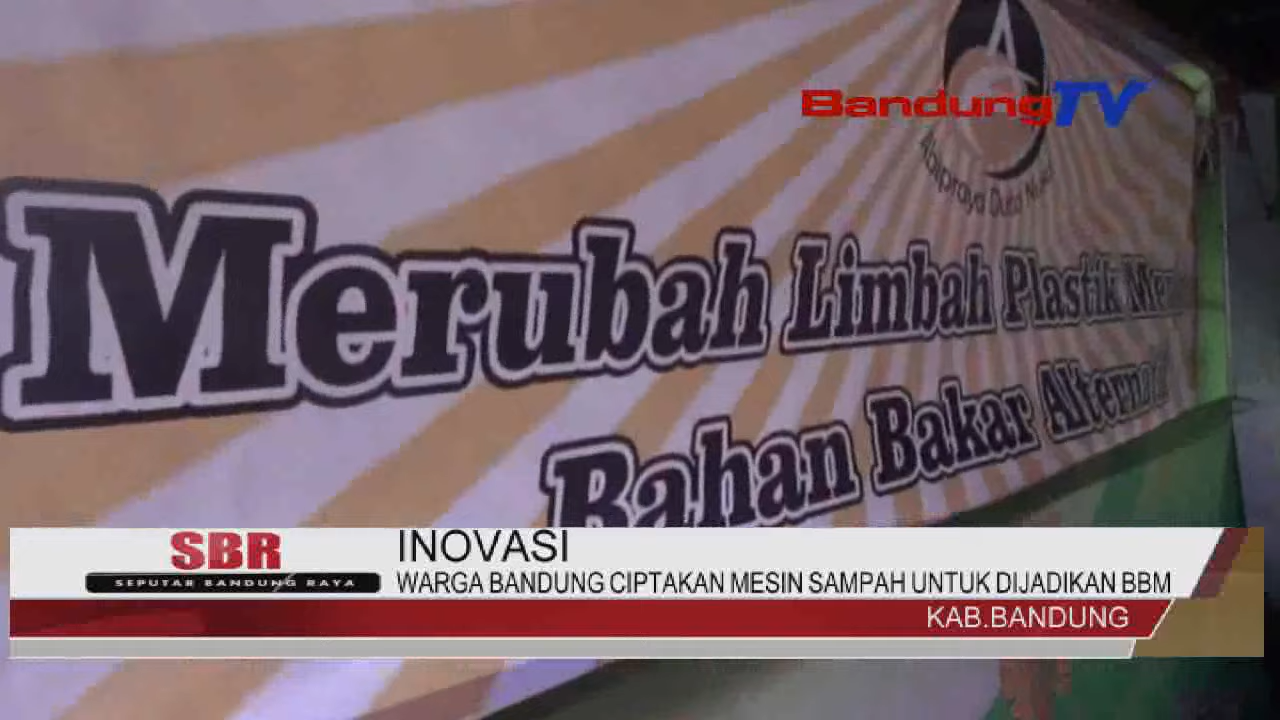 BandungTV
Merubah Limbah Plastik
Bahan Bakar
SBR
SEPUTAR BANDUNG RAYA
INOVASI
WARGA BANDUNG CIPTAKAN MESIN SAMPAH UNTUK DIJADIKAN BBM
KAB.BANDUNG